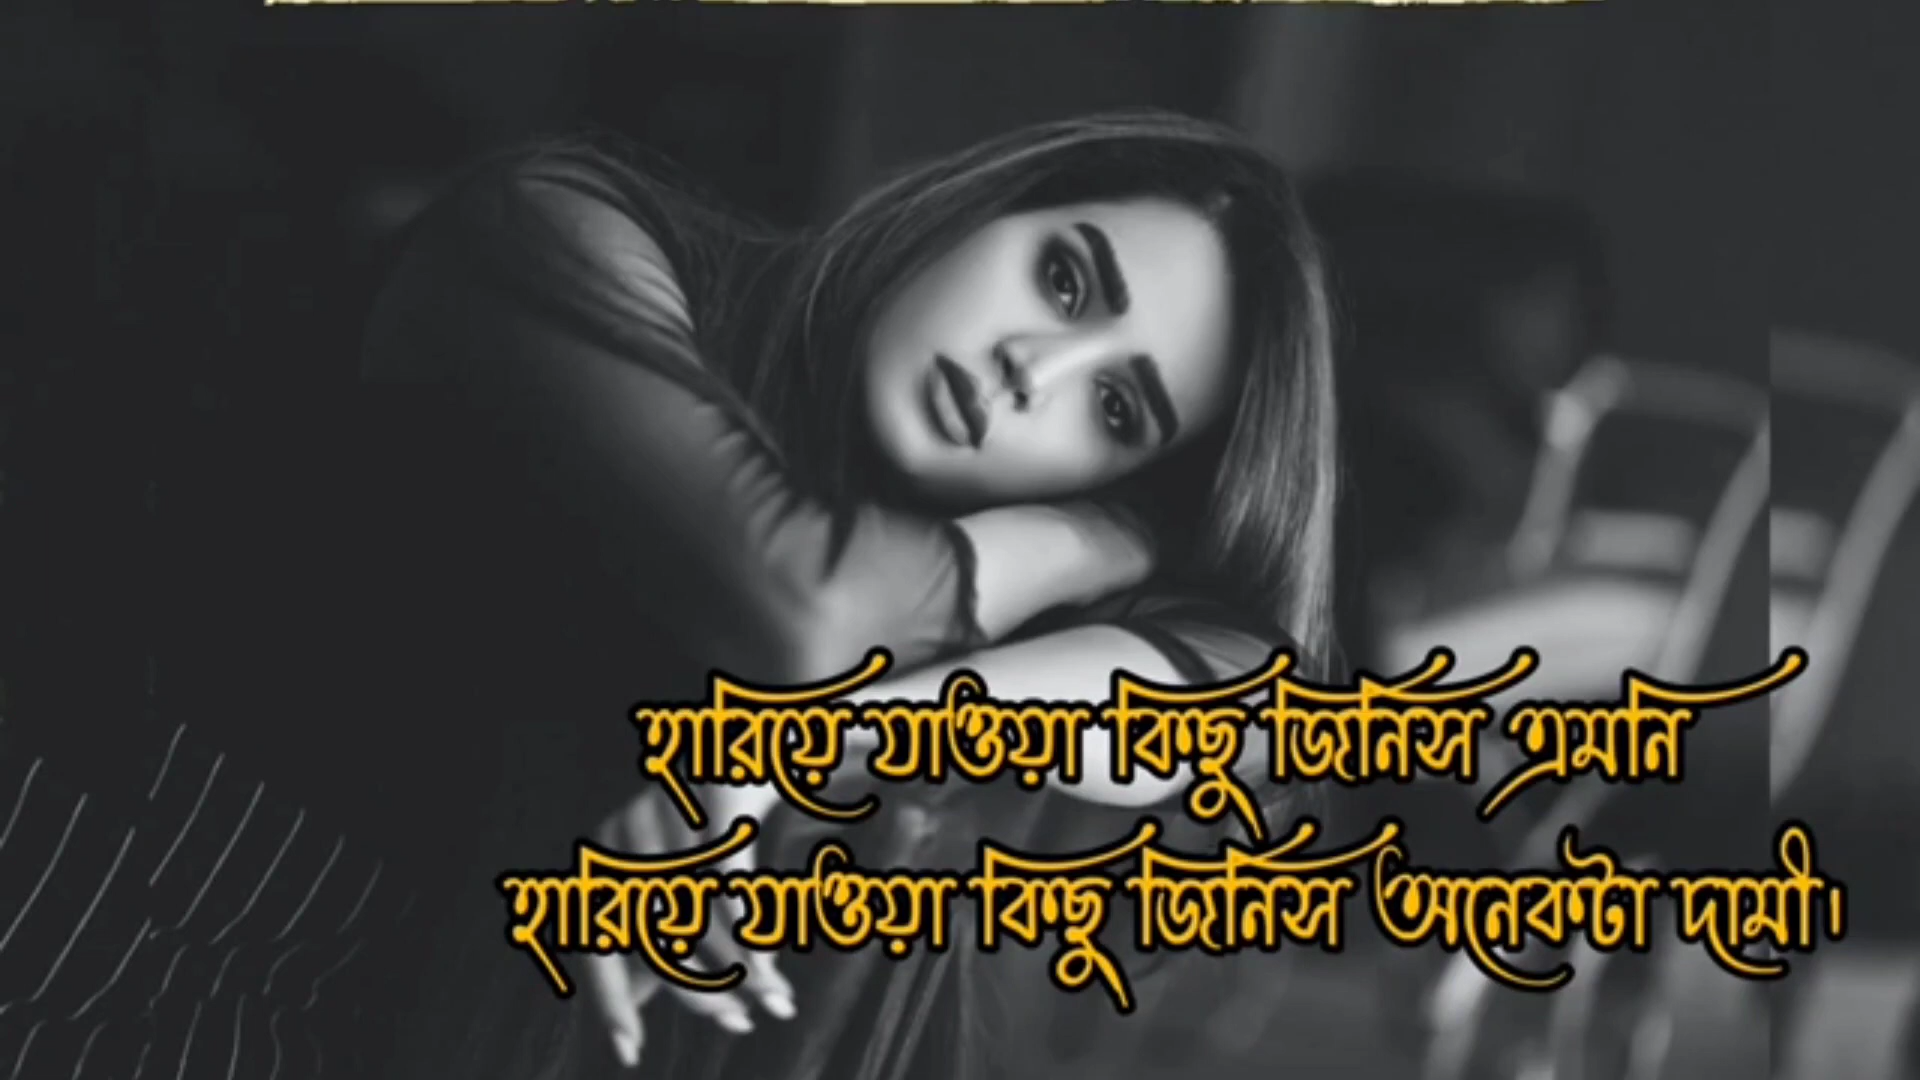 হারিয়ে যাওয়া কিছু জিনিস এমনি
হারিয়ে যাওয়া কিছু জিনিস অনেকটা দামী।